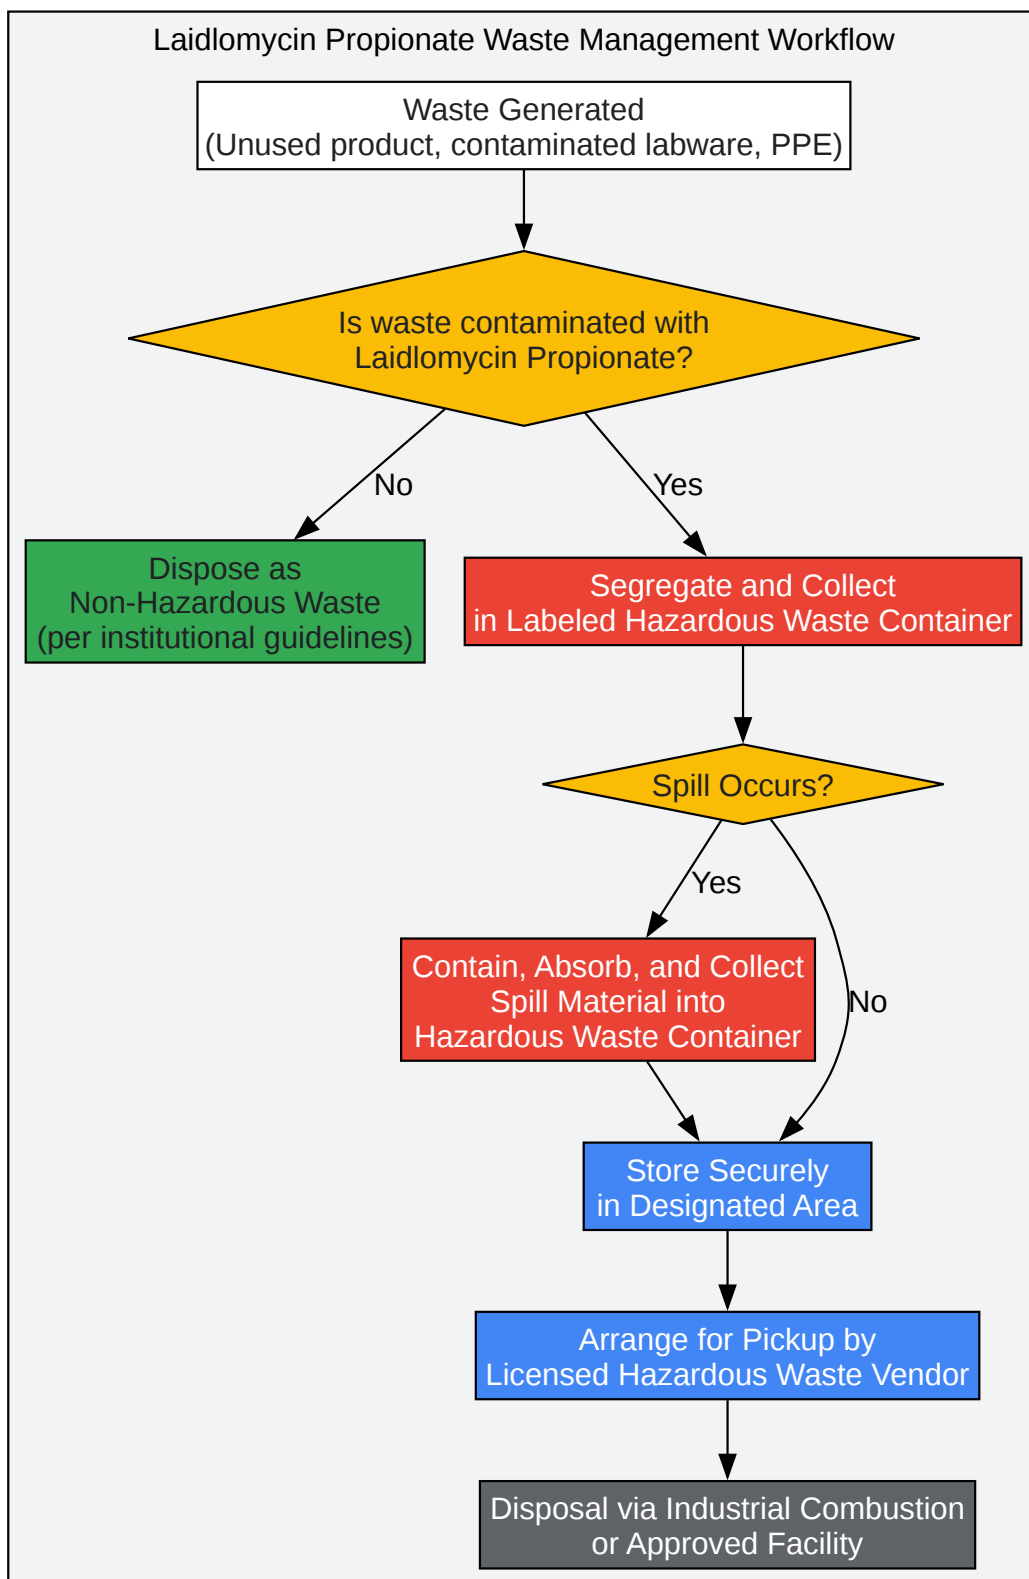 Laidlomycin Propionate Waste Management Workflow
Waste Generated
(Unused product, contaminated labware, PPE)
Is waste contaminated with
Laidlomycin Propionate?
No
Yes
Dispose as
Non-Hazardous Waste
(per institutional guidelines)
Segregate and Collect
in Labeled Hazardous Waste Container
Spill Occurs?
Yes
Contain, Absorb, and Collect
Spill Material into
Hazardous Waste Container
No
Store Securely
in Designated Area
Arrange for Pickup by
Licensed Hazardous Waste Vendor
Disposal via Industrial Combustion
or Approved Facility